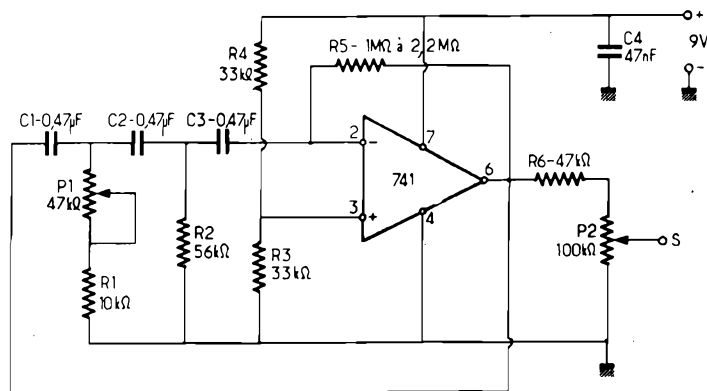 R4
33kΩ
R5 - 1MΩ à 2,2MΩ
+
9V
-
C4
47nF
C1-0,47µF
C2-0,47µF
C3-0,47µF
2
-
7
741
6
R6-47kΩ
P1
47kΩ
3
+
4
R2
56kΩ
R3
33kΩ
P2
100kΩ
S
R1
10kΩ